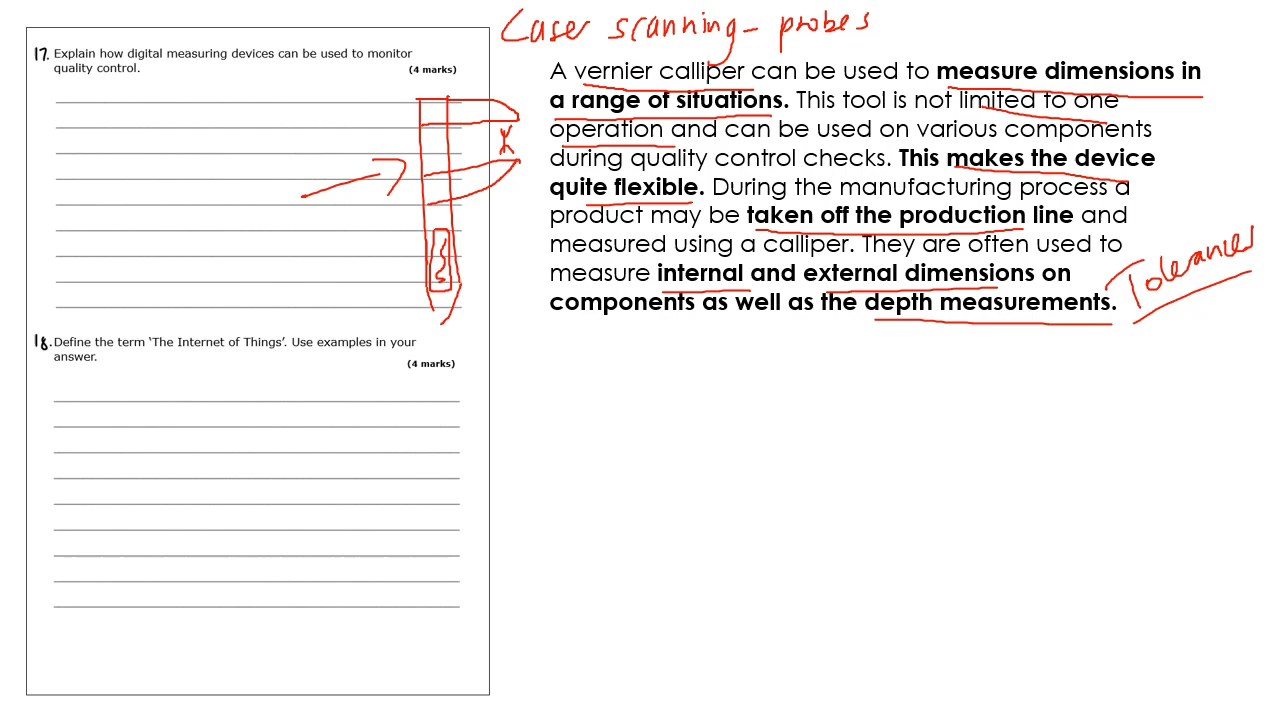 Laser scanning - probes
17. Explain how digital measuring devices can be used to monitor
quality control.
(4 marks)
A vernier calliper can be used to measure dimensions in
a range of situations. This tool is not limited to one
operation and can be used on various components
during quality control checks. This makes the device
quite flexible. During the manufacturing process a
product may be taken off the production line and
measured using a calliper. They are often used to
measure internal and external dimensions on
components as well as the depth measurements.
Tolerances
18. Define the term ‘The Internet of Things’. Use examples in your
answer.
(4 marks)